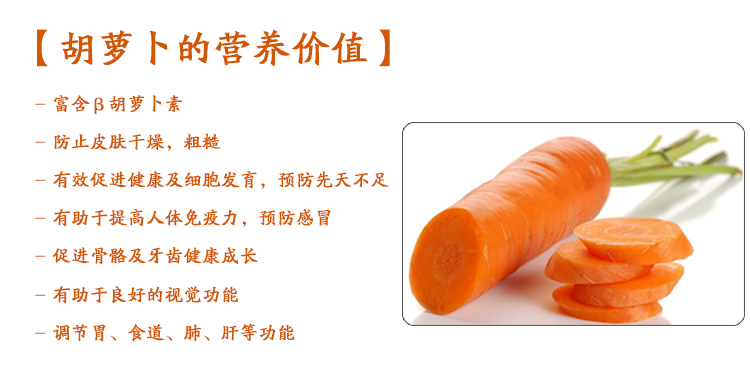 【胡萝卜的营养价值】
– 富含β胡萝卜素
– 防止皮肤干燥，粗糙
– 有效促进健康及细胞发育，预防先天不足
– 有助于提高人体免疫力，预防感冒
– 促进骨骼及牙齿健康成长
– 有助于良好的视觉功能
– 调节胃、食道、肺、肝等功能